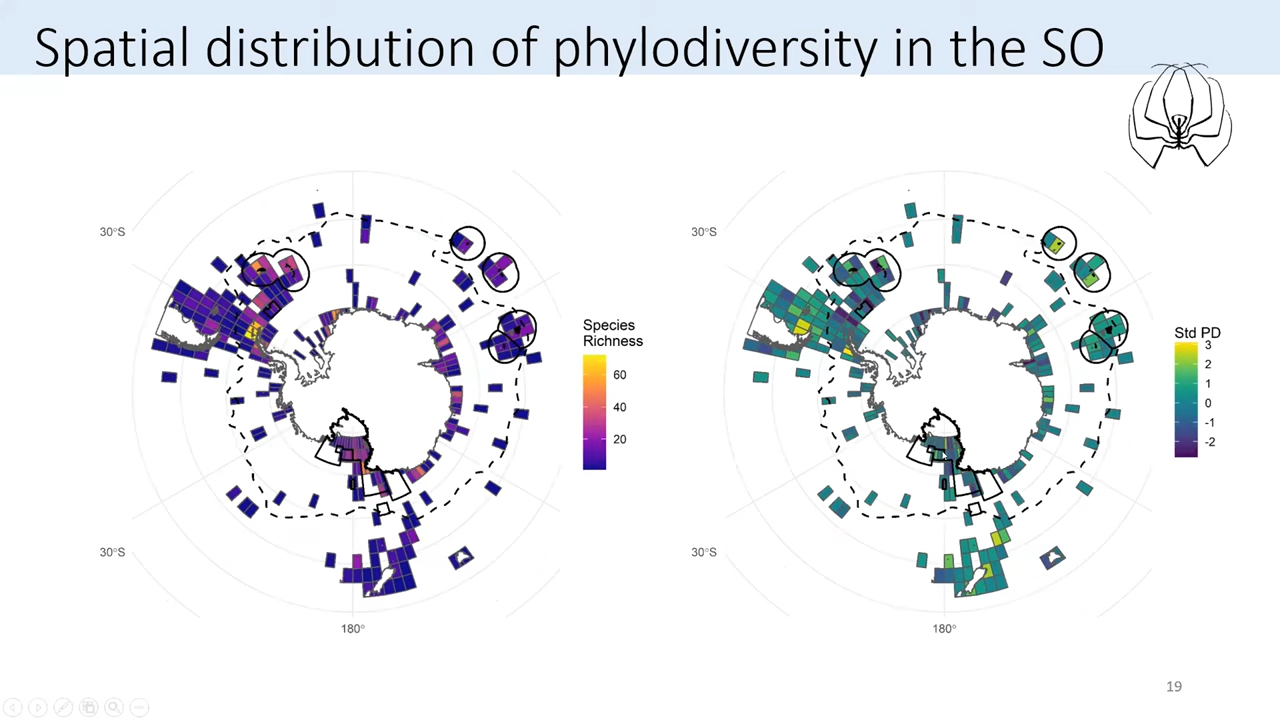 Spatial distribution of phylodiversity in the SO
30°S
30°S
180°
Species
Richness
60
40
20
30°S
30°S
180°
Std PD
3
2
1
0
-1
-2
19